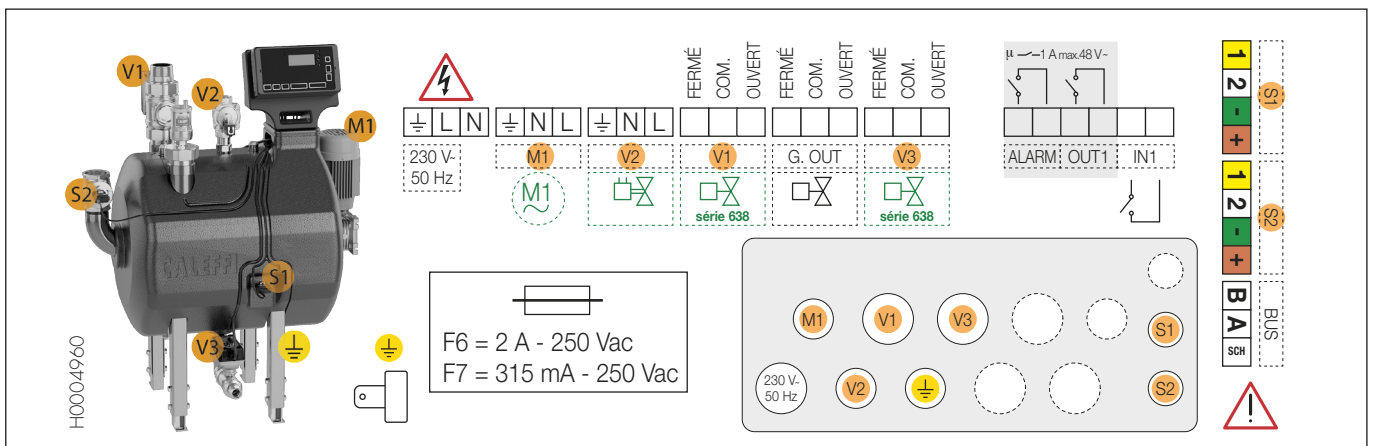 V1
V2
M1
S2
CALEFFI
S1
V3
H0004960
L N
N L
N L
FERMÉ
COM.
OUVERT
FERMÉ
COM.
OUVERT
FERMÉ
COM.
OUVERT
µ 1 A max.48 V~
230 V~
50 Hz
M1
V2
V1
G. OUT
V3
ALARM OUT1 IN1
M1
~
série 638
série 638
F6 = 2 A - 250 Vac
F7 = 315 mA - 250 Vac
M1 V1 V3
S1
230 V~
50 Hz
V2
S2
1
2
-
+
S1
1
2
-
+
S2
B
A
SCH
BUS
!